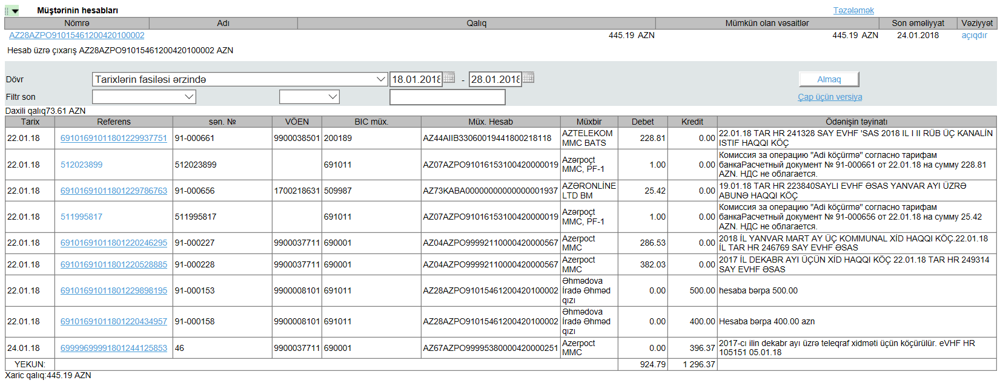 Müştərinin hesabları Təzələmək
Nömrə Adı Qalıq Mümkün olan vəsaitlər Son əməliyyat Vəziyyət
AZ28AZPO91015461200420100002 445.19 AZN 445.19 AZN 24.01.2018 açıqdır
Hesab üzrə çıxarış AZ28AZPO91015461200420100002 AZN
Dövr Tarixlərin fasiləsi ərzində 18.01.2018 - 28.01.2018 Almaq
Filtr son Çap üçün versiya
Daxili qalıq73.61 AZN
Tarix Referens sən. № VÖEN BIC müx. Müx. Hesab Müxbir Debet Kredit Ödənişin təyinatı
22.01.18 69101691011801229937751 91-000661 9900038501 200189 AZ44AIIB33060019441800218118 AZTELEKOM MMC BATS 228.81 0.00 22.01.18 TAR HR 241328 SAY EVHF 'SAS 2018 IL I II RÜB ÜÇ KANALİN
ISTIF HAQQI KÖÇ
22.01.18 512023899 512023899 691011 AZ07AZPO91016153100420000019 Azərpoçt MMC, PF-1 1.00 0.00 Комиссия за операцию "Adi köçürmə" согласно тарифам
банкаРасчетный документ № 91-000661 от 22.01.18 на сумму 228.81
AZN. НДС не облагается.
22.01.18 69101691011801229786763 91-000656 1700218631 509987 AZ73KABA00000000000000001937 AZƏRONLİNE LTD BM 25.42 0.00 19.01.18 TAR HR 223840SAYLI EVHF ƏSAS YANVAR AYI ÜZRƏ
ABUNƏ HAQQI KÖÇ
22.01.18 511995817 511995817 691011 AZ07AZPO91016153100420000019 Azərpoçt MMC, PF-1 1.00 0.00 Комиссия за операцию "Adi köçürmə" согласно тарифам
банкаРасчетный документ № 91-000656 от 22.01.18 на сумму 25.42
AZN. НДС не облагается.
22.01.18 69101691011801220246295 91-000227 9900037711 690001 AZ04AZPO99992110000420000567 Azerpoct MMC 286.53 0.00 2018 İL YANVAR MART AY ÜÇ KOMMUNAL XİD HAQQI KÖÇ.22.01.18
İL TAR HR 246769 SAY EVHF ƏSAS
22.01.18 69101691011801220528885 91-000228 9900037711 690001 AZ04AZPO99992110000420000567 Azerpoct MMC 382.03 0.00 2017 İL DEKABR AYI ÜÇÜN XİD HAQQI KÖÇ 22.01.18 TAR HR 249314
SAY EVHF ƏSAS
22.01.18 69101691011801229898195 91-000153 9900008101 691011 AZ28AZPO91015461200420100002 Əhmədova İradə Əhməd qızı 0.00 500.00 hesaba bərpa 500.00
22.01.18 69101691011801220434957 91-000158 9900008101 691011 AZ28AZPO91015461200420100002 Əhmədova İradə Əhməd qızı 0.00 400.00 Hesaba bərpa 400.00 azn
24.01.18 69999699991801244125853 46 9900037711 690001 AZ67AZPO99995380000420000251 Azerpoct MMC 0.00 396.37 2017-cı ilin dekabr ayı üzrə teleqraf xidməti üçün köçürülür. eVHF HR
105151 05.01.18
YEKUN: 924.79 1 296.37
Xaric qalıq:445.19 AZN